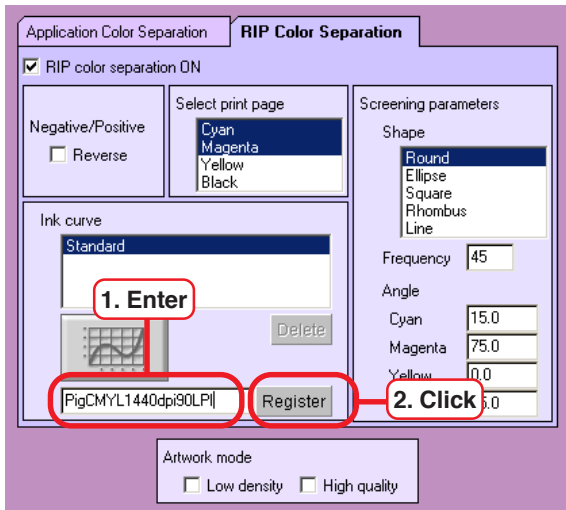 Application Color Separation
RIP Color Separation
RIP color separation ON
Negative/Positive
Reverse
Select print page
Cyan
Magenta
Yellow
Black
Screening parameters
Shape
Round
Ellipse
Square
Rhombus
Line
Frequency 45
Angle
Cyan 15.0
Magenta 75.0
Yellow 0.0
5.0
Ink curve
Standard
1. Enter
Delete
PigCMYL1440dpi90LPI
Register
2. Click
Artwork mode
Low density
High quality